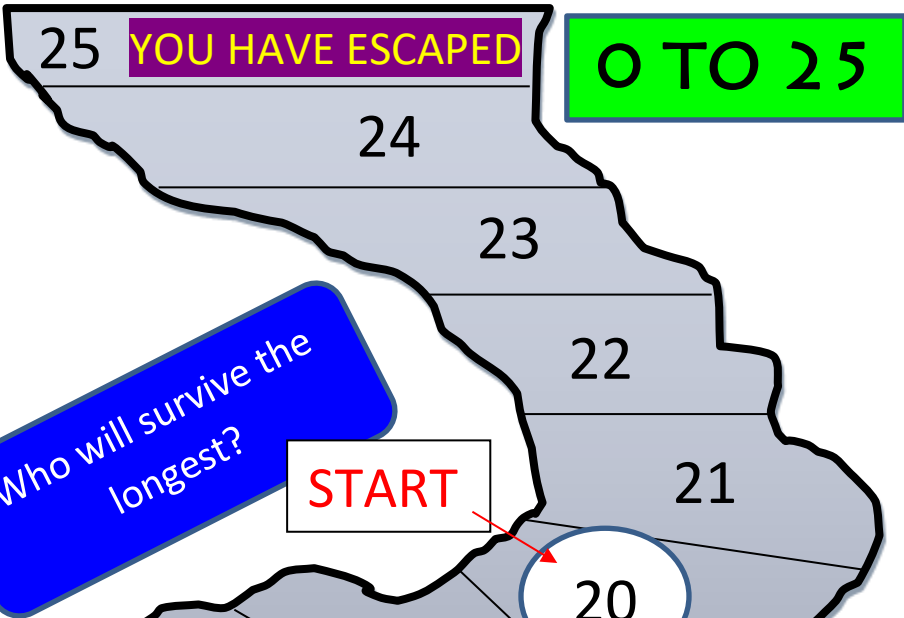 25 YOU HAVE ESCAPED
0 TO 25
24
23
22
Who will survive the
longest?
START
21
20